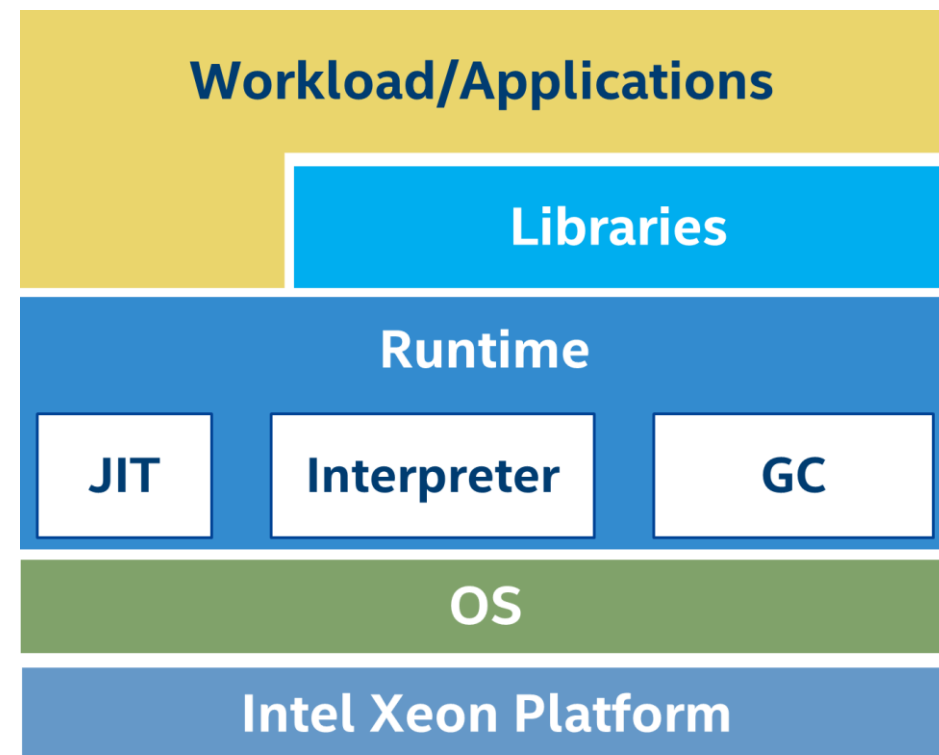 Workload/Applications
Libraries
Runtime
JIT
Interpreter
GC
OS
Intel Xeon Platform